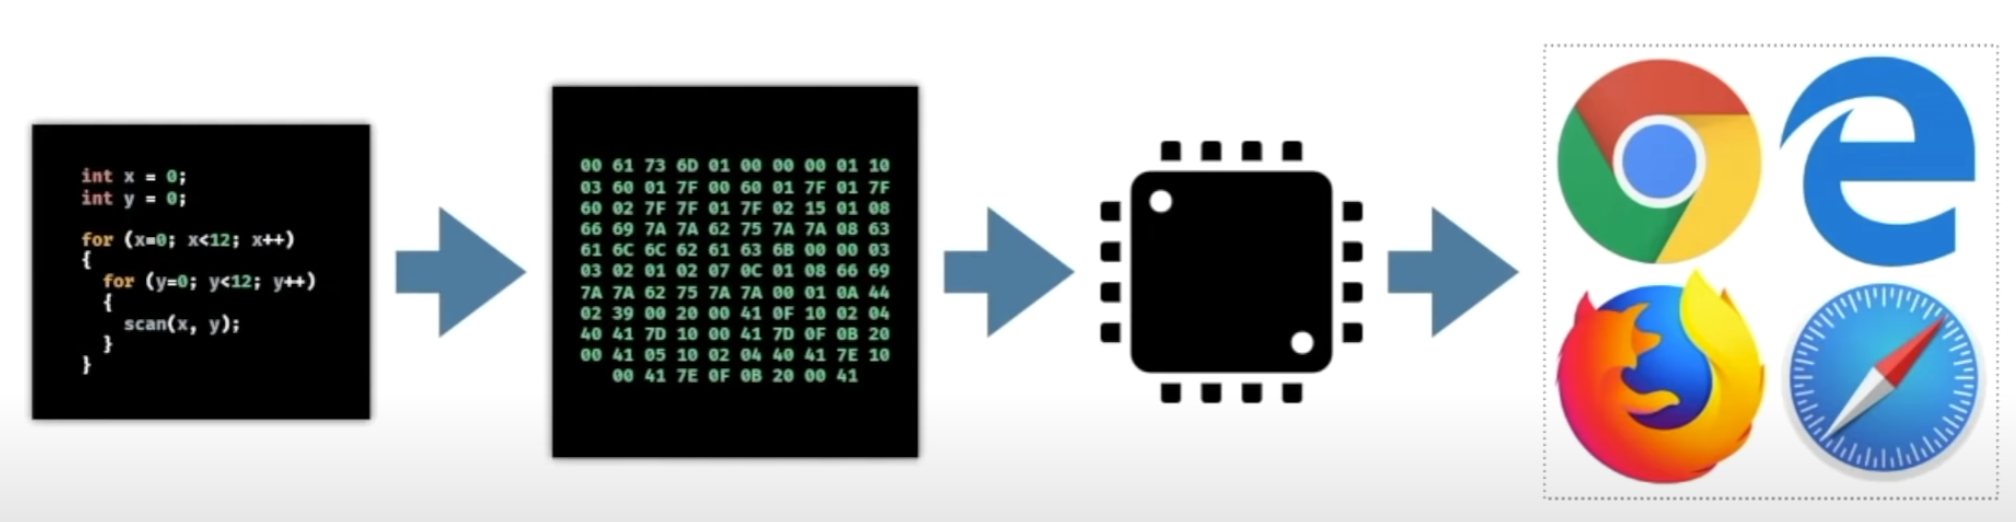 int x = 0;
int y = 0;
for (x=0; x<12; x++)
{
for (y=0; y<12; y++)
{
scan(x, y);
}
}
00 61 73 6D 01 00 00 00 01 10
03 60 01 7F 00 60 01 7F 01 7F
60 02 7F 7F 01 7F 02 15 01 08
66 69 7A 7A 62 75 7A 7A 08 63
61 6C 6C 62 61 63 6B 00 00 03
03 02 01 02 07 0C 01 08 66 69
7A 7A 62 75 7A 7A 00 01 0A 44
02 39 00 20 00 41 0F 10 02 04
40 41 7D 10 00 41 7D 0F 0B 20
00 41 05 10 02 04 40 41 7E 10
00 41 7E 0F 0B 20 00 41